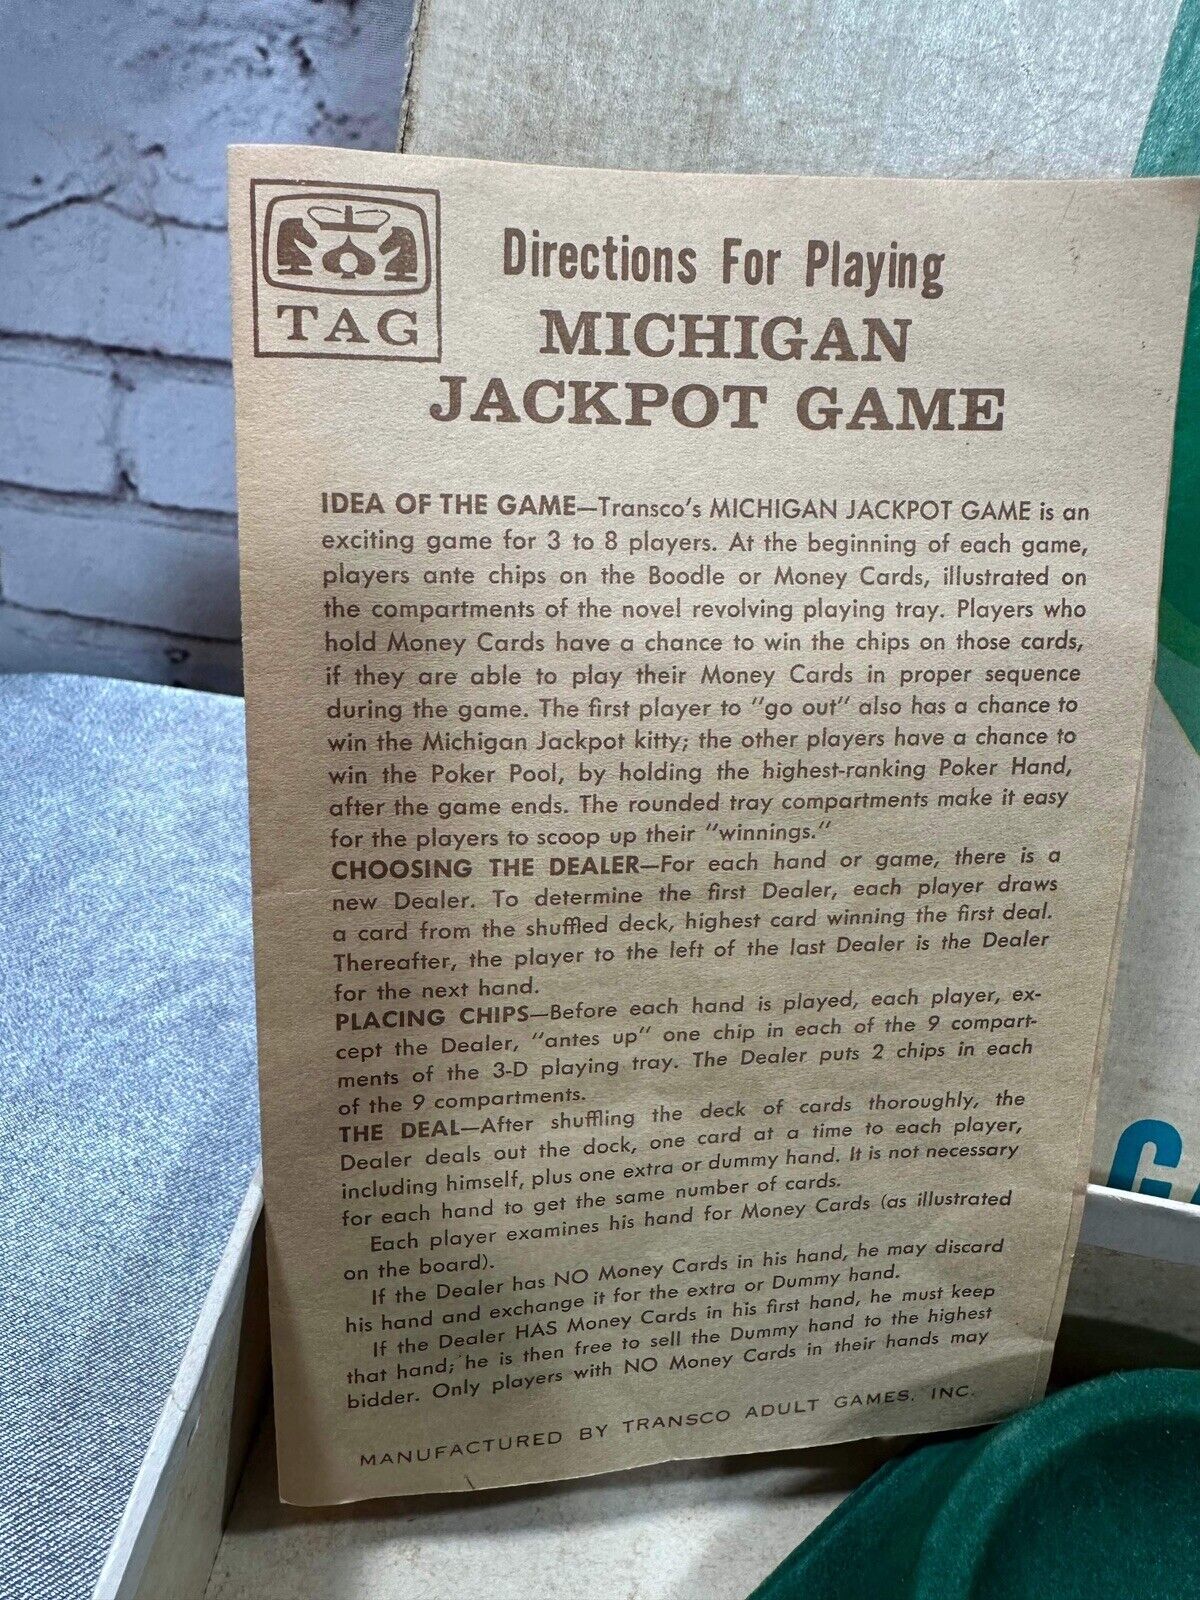 TAG
Directions For Playing
MICHIGAN
JACKPOT GAME
IDEA OF THE GAME—Transco's MICHIGAN JACKPOT GAME is an
exciting game for 3 to 8 players. At the beginning of each game,
players ante chips on the Boodle or Money Cards, illustrated on
the compartments of the novel revolving playing tray. Players who
hold Money Cards have a chance to win the chips on those cards,
if they are able to play their Money Cards in proper sequence
during the game. The first player to "go out" also has a chance to
win the Michigan Jackpot kitty; the other players have a chance to
win the Poker Pool, by holding the highest-ranking Poker Hand,
after the game ends. The rounded tray compartments make it easy
for the players to scoop up their "winnings."
CHOOSING THE DEALER—For each hand or game, there is a
new Dealer. To determine the first Dealer, each player draws
a card from the shuffled deck, highest card winning the first deal.
Thereafter, the player to the left of the last Dealer is the Dealer
for the next hand.
PLACING CHIPS—Before each hand is played, each player, ex-
cept the Dealer, "antes up" one chip in each of the 9 compart-
ments of the 3-D playing tray. The Dealer puts 2 chips in each
of the 9 compartments.
THE DEAL—After shuffling the deck of cards thoroughly, the
Dealer deals out the dock, one card at a time to each player,
including himself, plus one extra or dummy hand. It is not necessary
for each hand to get the same number of cards.
Each player examines his hand for Money Cards (as illustrated
on the board).
If the Dealer has NO Money Cards in his hand, he may discard
his hand and exchange it for the extra or Dummy hand.
If the Dealer HAS Money Cards in his first hand, he must keep
that hand; he is then free to sell the Dummy hand to the highest
bidder. Only players with NO Money Cards in their hands may
MANUFACTURED BY TRANSCO ADULT GAMES, INC.